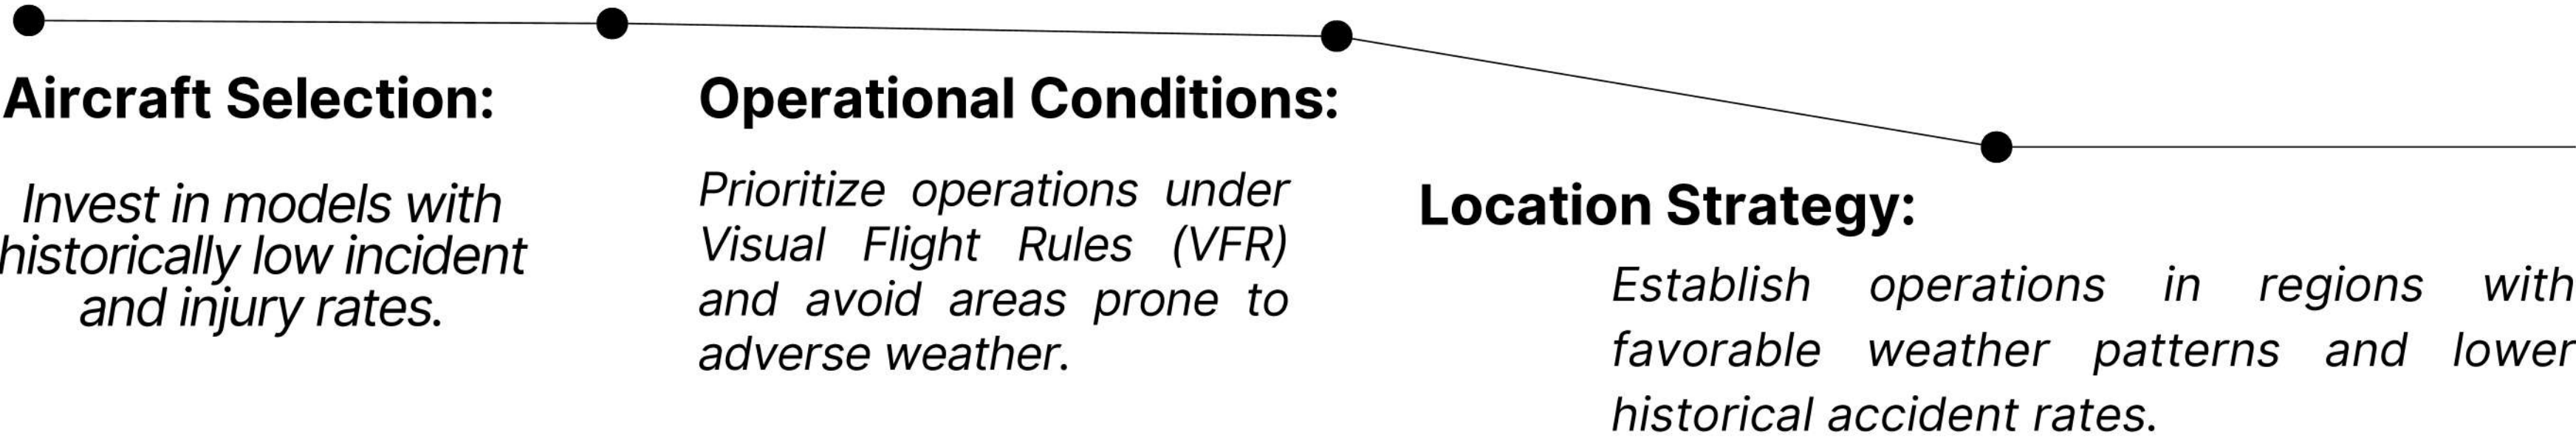 Aircraft Selection:
Invest in models with
historically low incident
and injury rates.
Operational Conditions:
Prioritize operations under
Visual Flight Rules (VFR)
and avoid areas prone to
adverse weather.
Location Strategy:
Establish operations in regions with
favorable weather patterns and lower
historical accident rates.